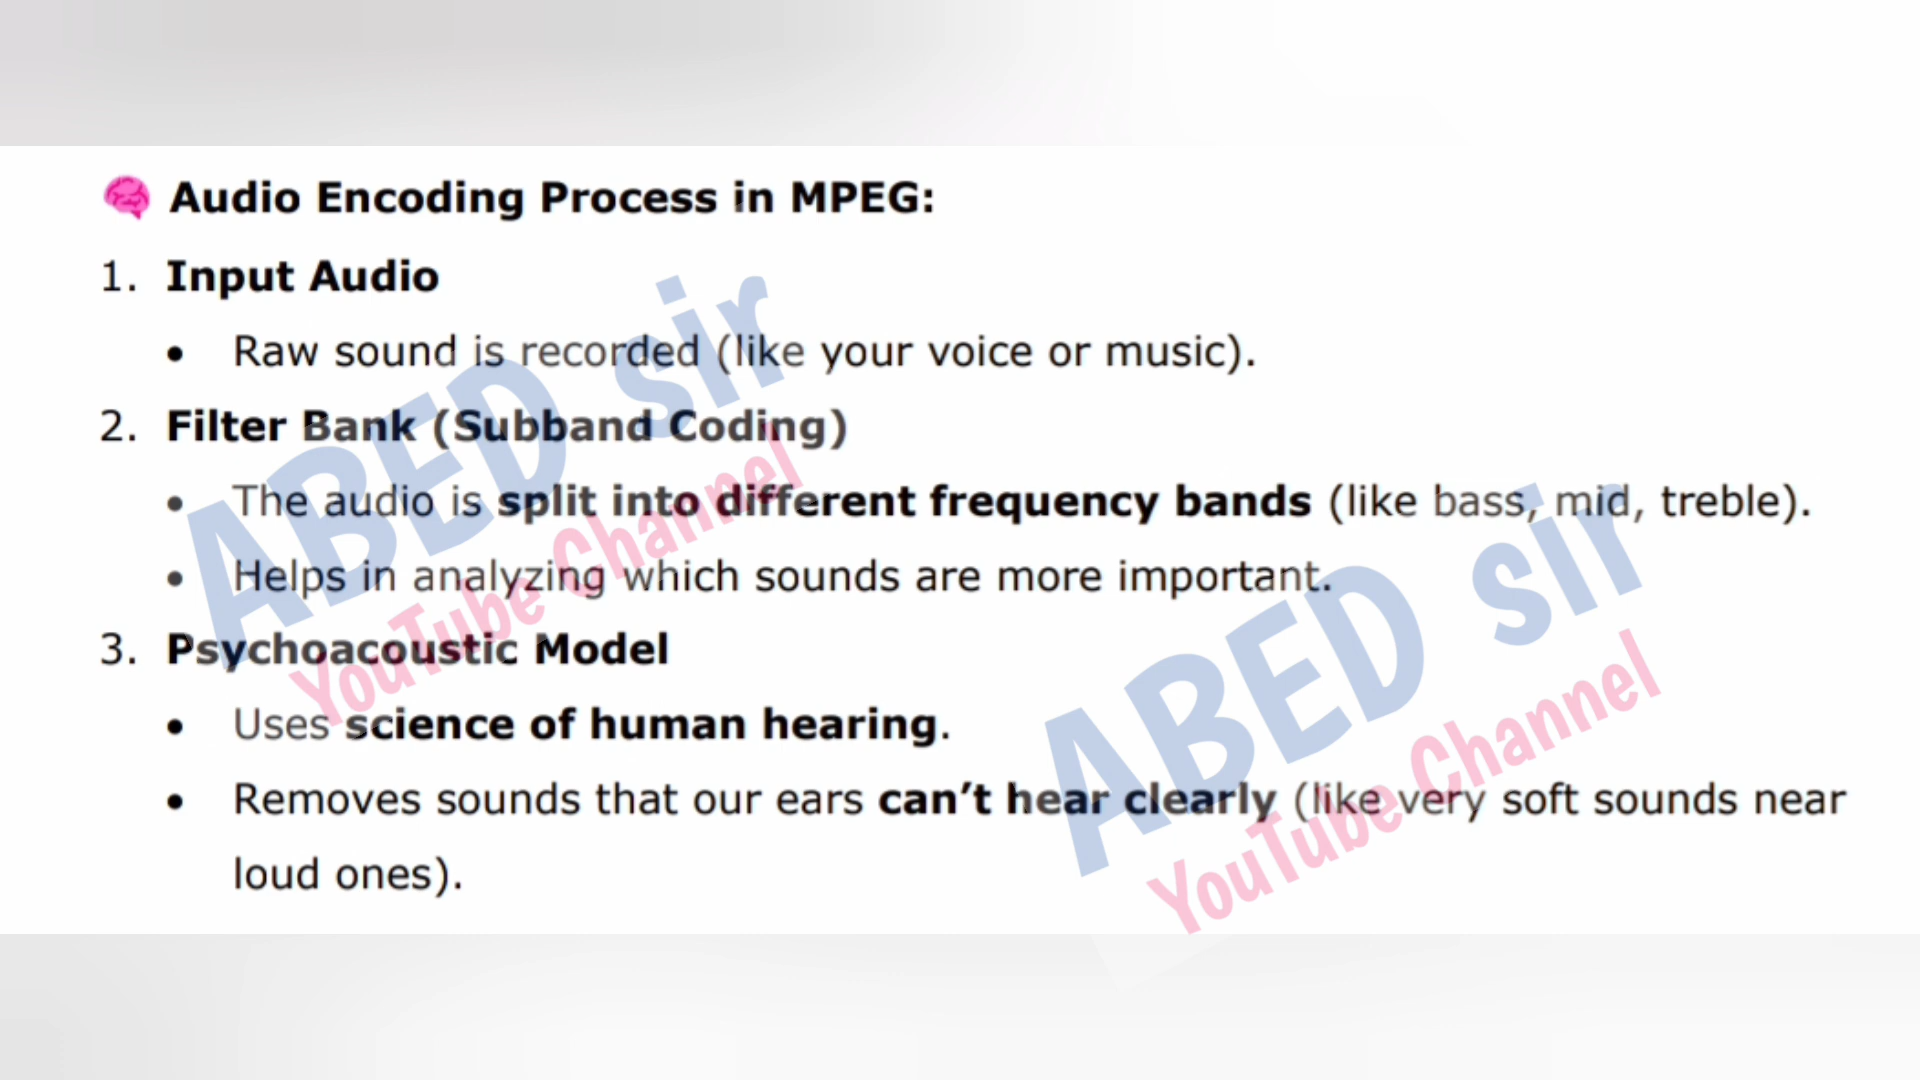 🧠 Audio Encoding Process in MPEG:
1. Input Audio
• Raw sound is recorded (like your voice or music).
2. Filter Bank (Subband Coding)
• The audio is split into different frequency bands (like bass, mid, treble).
• Helps in analyzing which sounds are more important.
3. Psychoacoustic Model
• Uses science of human hearing.
• Removes sounds that our ears can’t hear clearly (like very soft sounds near
loud ones).
ABED sir
YouTube Channel
ABED sir
YouTube Channel